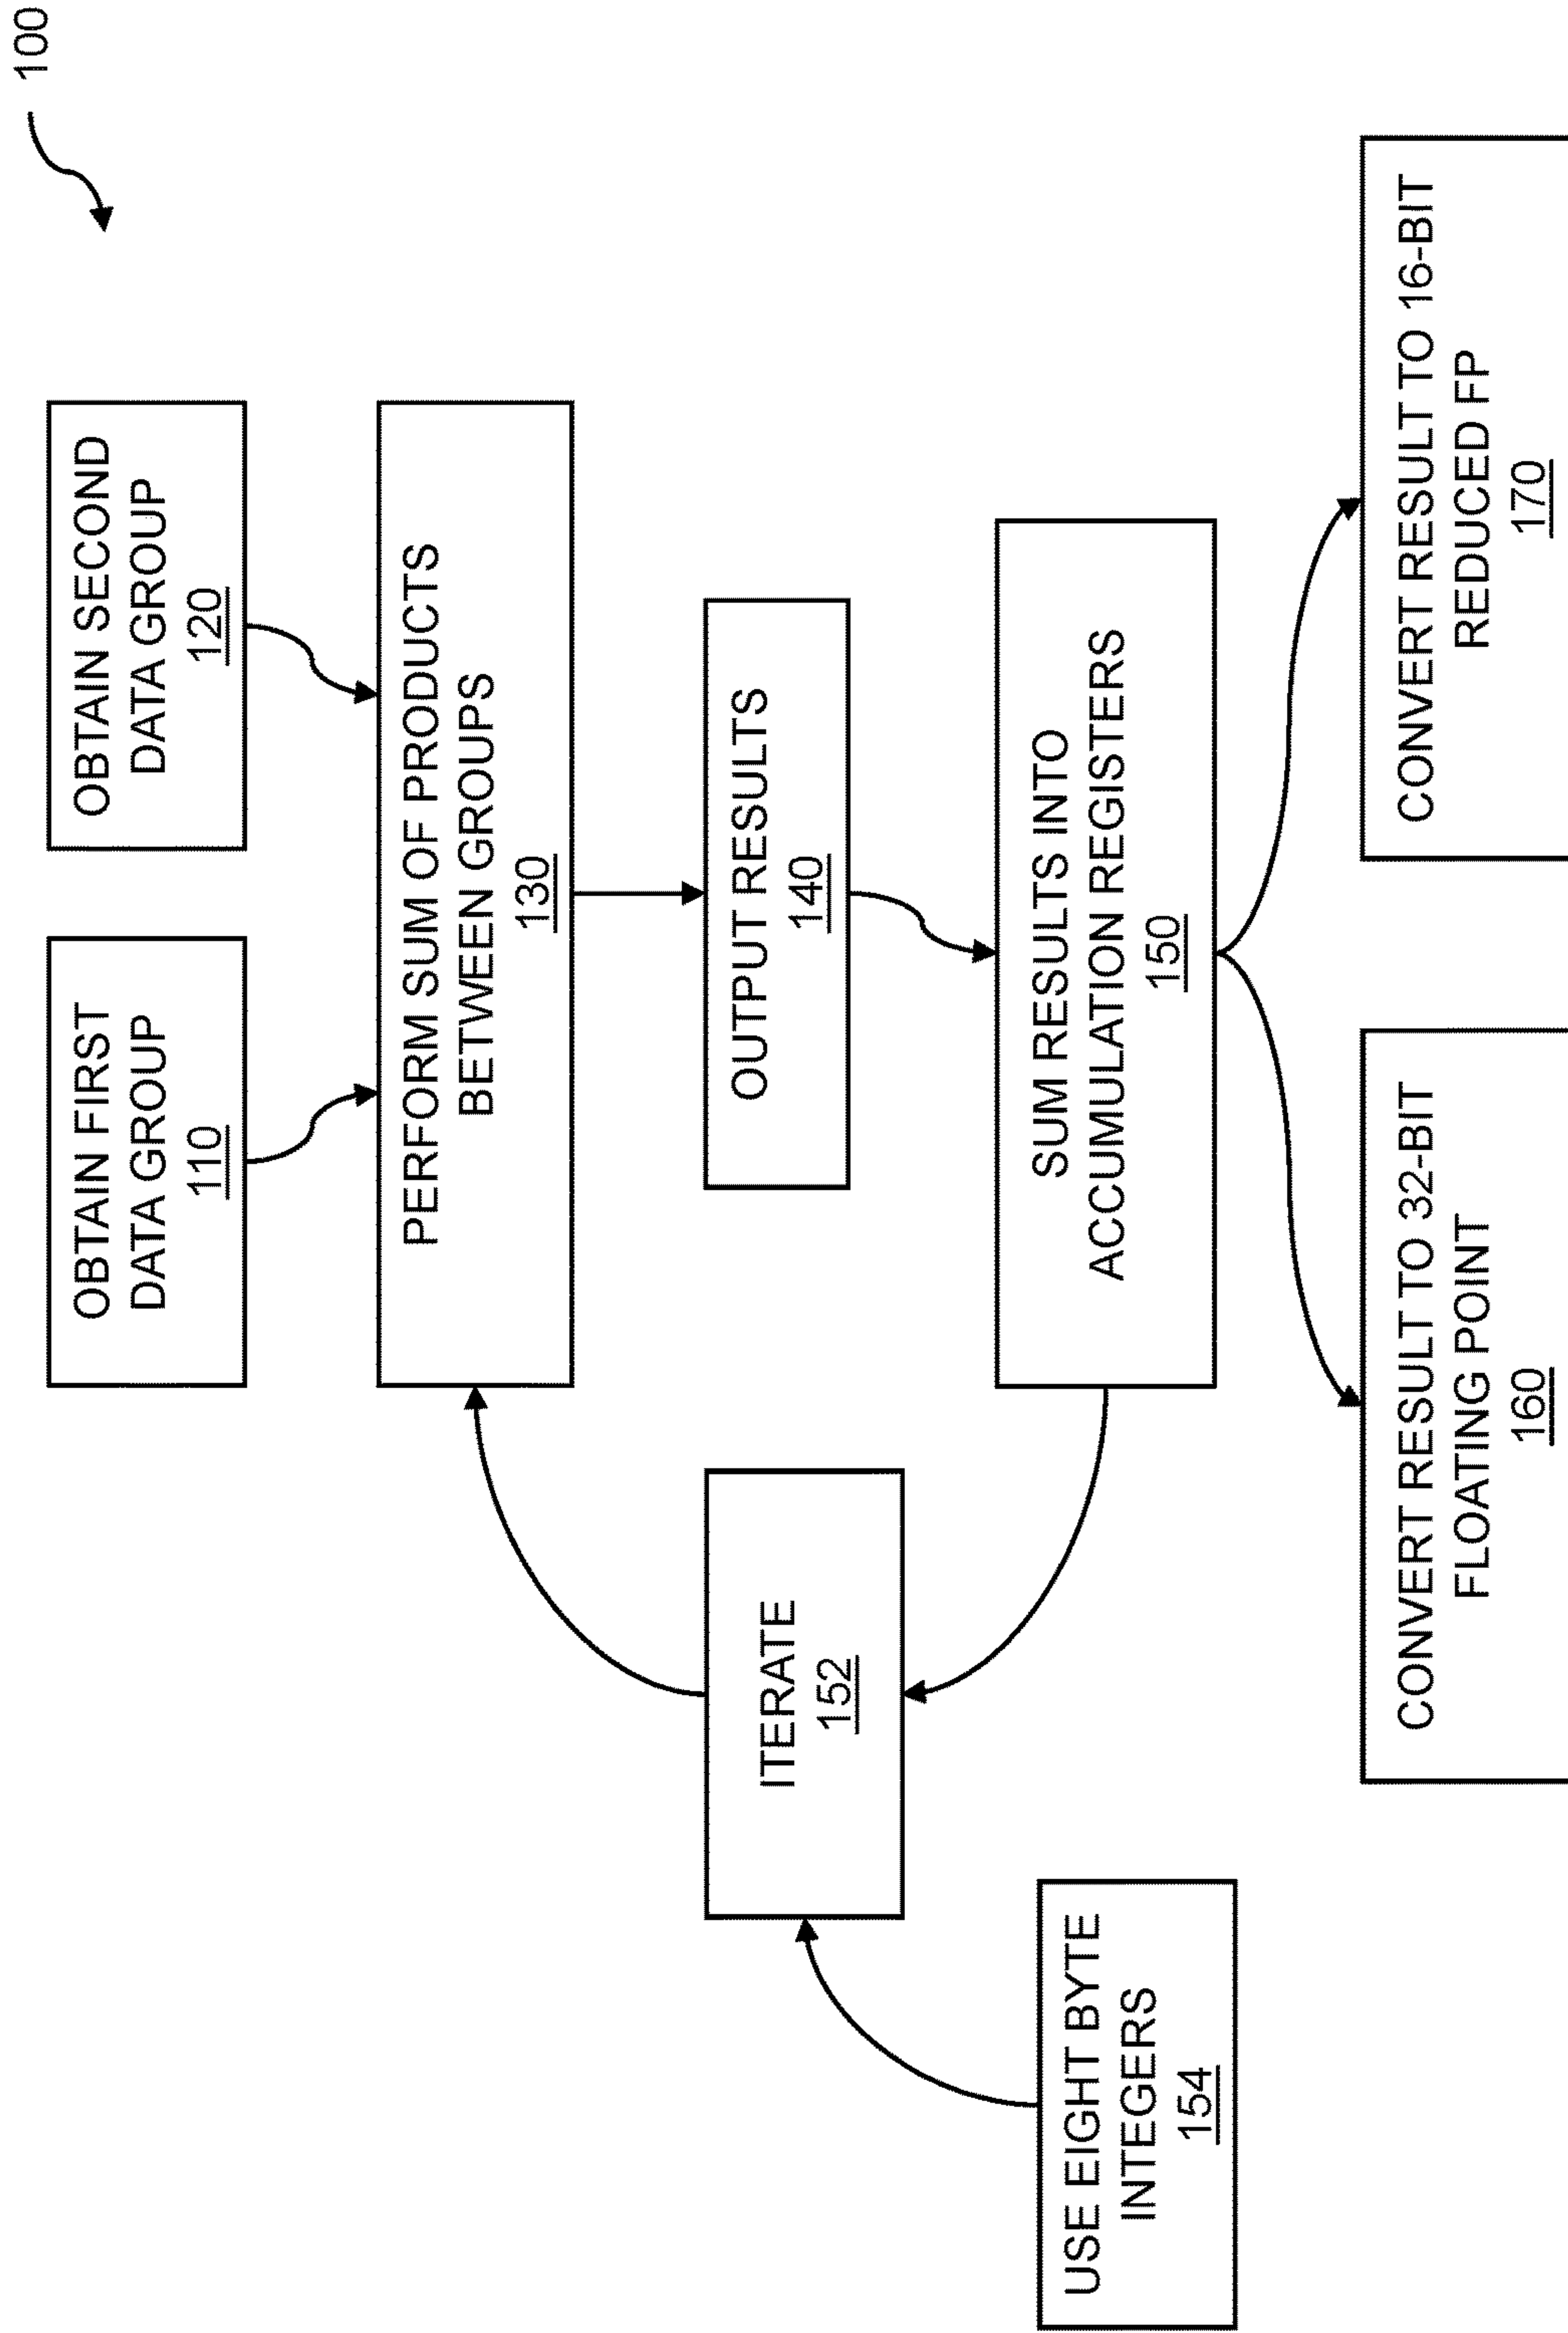 100
OBTAIN FIRST
DATA GROUP
110
OBTAIN SECOND
DATA GROUP
120
PERFORM SUM OF PRODUCTS
BETWEEN GROUPS
130
OUTPUT RESULTS
140
SUM RESULTS INTO
ACCUMULATION REGISTERS
150
ITERATE
152
USE EIGHT BYTE
INTEGERS
154
CONVERT RESULT TO 32-BIT
FLOATING POINT
160
CONVERT RESULT TO 16-BIT
REDUCED FP
170